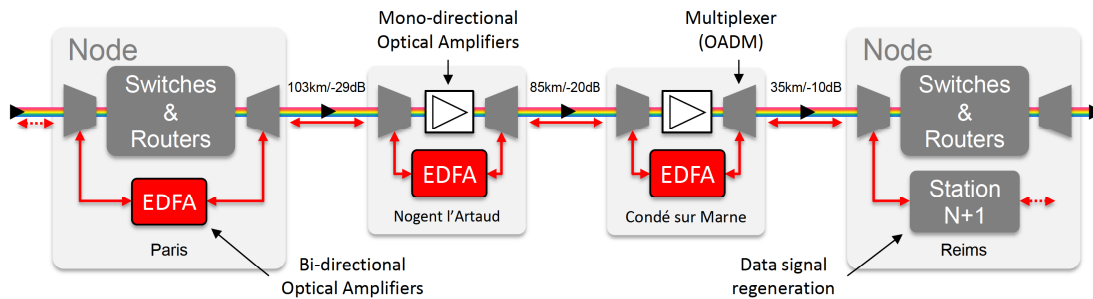 Mono-directional
Optical Amplifiers
Multiplexer
(OADM)
Node
Switches
&
Routers
EDFA
Paris
103km/-29dB
EDFA
Nogent l'Artaud
85km/-20dB
EDFA
Condé sur Marne
35km/-10dB
Node
Switches
&
Routers
Station
N+1
Reims
Bi-directional
Optical Amplifiers
Data signal
regeneration